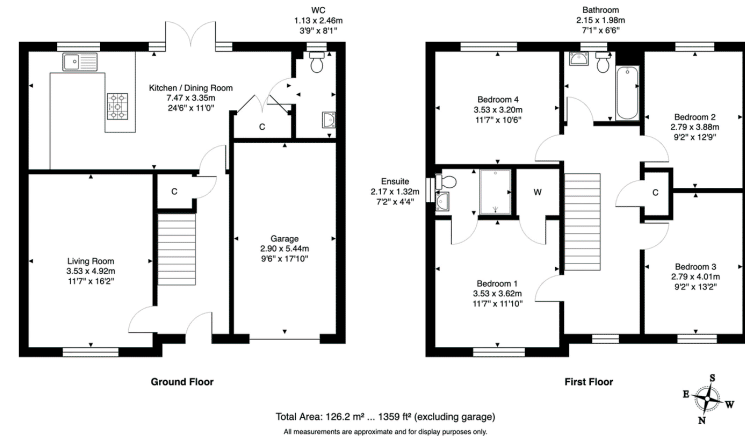 WC
1.13 x 2.46m
3'9" x 8'1"
Kitchen / Dining Room
7.47 x 3.35m
24'6" x 11'0"
C
C
Living Room
3.53 x 4.92m
11'7" x 16'2"
Garage
2.90 x 5.44m
9'6" x 17'10"
Ground Floor
Bathroom
2.15 x 1.98m
7'1" x 6'6"
Bedroom 4
3.53 x 3.20m
11'7" x 10'6"
Bedroom 2
2.79 x 3.88m
9'2" x 12'9"
Ensuite
2.17 x 1.32m
7'2" x 4'4"
W
C
Bedroom 1
3.53 x 3.62m
11'7" x 11'10"
Bedroom 3
2.79 x 4.01m
9'2" x 13'2"
First Floor
S
E
W
N
Total Area: 126.2 m² ... 1359 ft² (excluding garage)
All measurements are approximate and for display purposes only.